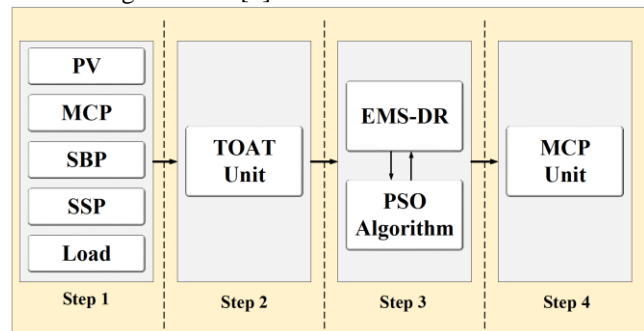 PV
MCP
SBP
SSP
Load
Step 1
TOAT
Unit
Step 2
EMS-DR
PSO
Algorithm
Step 3
MCP
Unit
Step 4